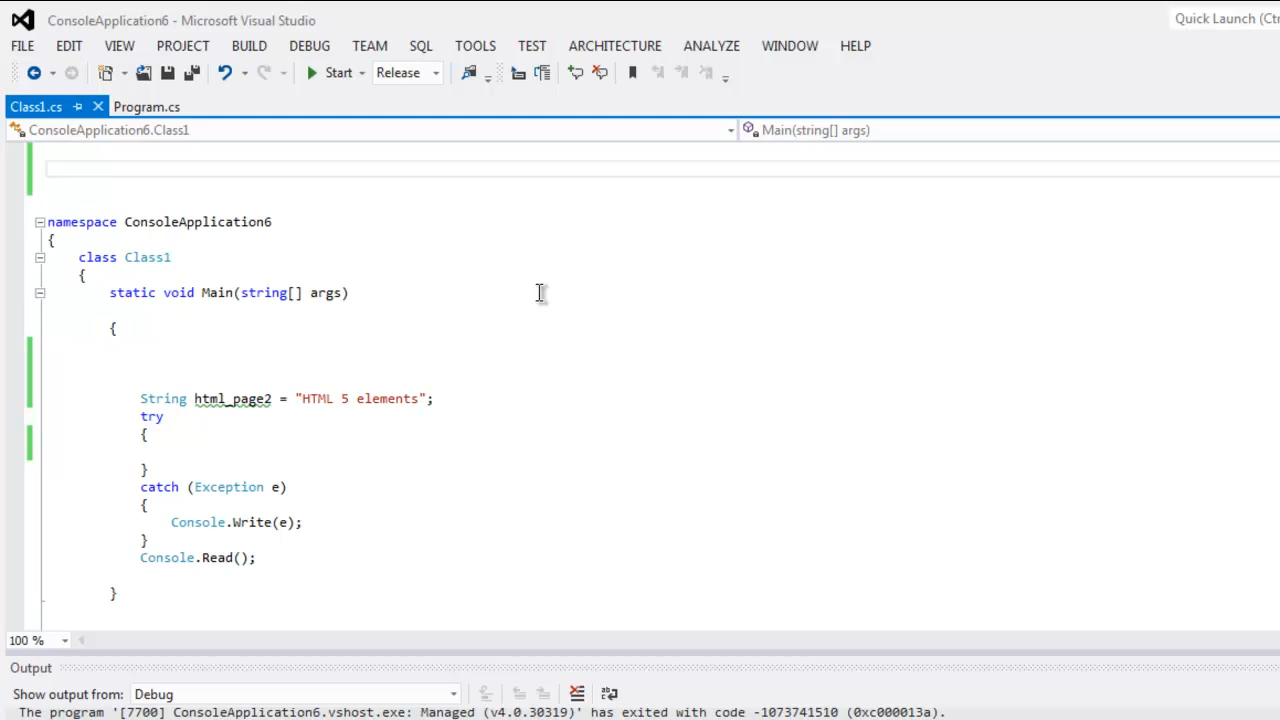 ConsoleApplication6 - Microsoft Visual Studio
Quick Launch (Ctr
FILE EDIT VIEW PROJECT BUILD DEBUG TEAM SQL TOOLS TEST ARCHITECTURE ANALYZE WINDOW HELP
Start Release
Class1.cs Program.cs
ConsoleApplication6.Class1 Main(string[] args)
namespace ConsoleApplication6
{
class Class1
{
static void Main(string[] args)
{
String html_page2 = "HTML 5 elements";
try
{
}
catch (Exception e)
{
Console.Write(e);
}
Console.Read();
}
100 %
Output
Show output from: Debug
The program '[7700] ConsoleApplication6.vshost.exe: Managed (v4.0.30319)' has exited with code -1073741510 (0xc000013a).